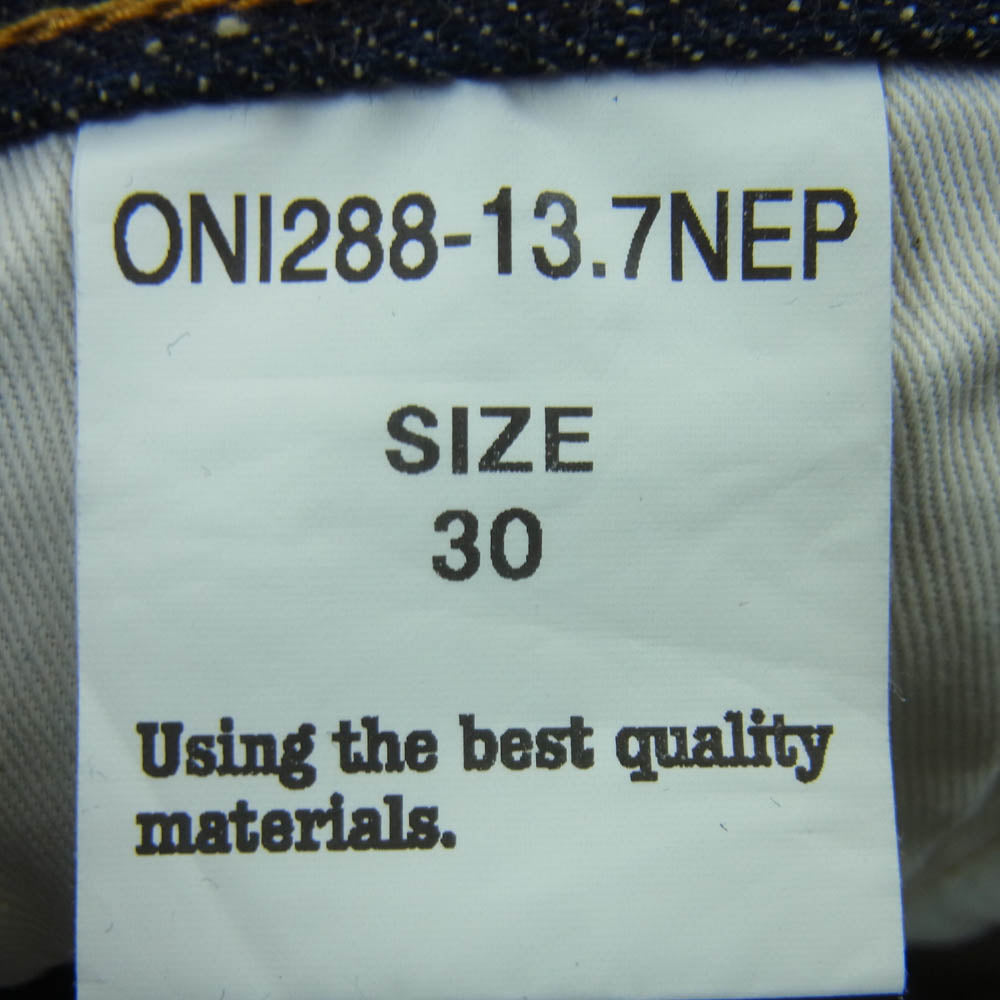 ONI288-13.7NEP
SIZE
30
Using the best quality
materials.